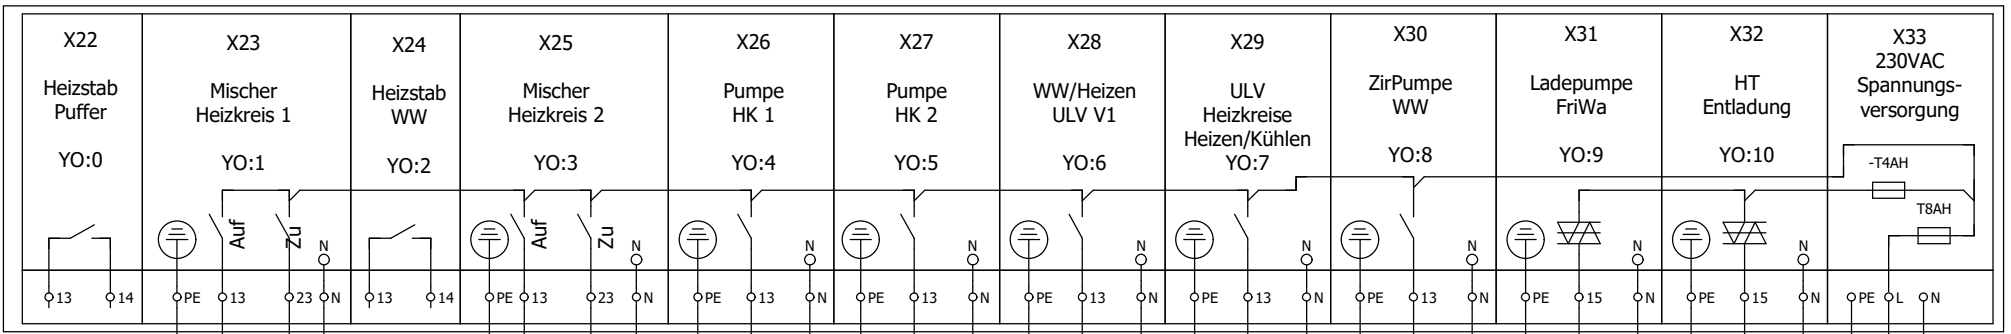 X22
Heizstab
Puffer
YO:0
13
14
X23
Mischer
Heizkreis 1
YO:1
Auf
Zu
N
PE
13
23
N
X24
Heizstab
WW
YO:2
13
14
X25
Mischer
Heizkreis 2
YO:3
Auf
Zu
N
PE
13
23
N
X26
Pumpe
HK 1
YO:4
N
PE
13
N
X27
Pumpe
HK 2
YO:5
N
PE
13
N
X28
WW/Heizen
ULV V1
YO:6
N
PE
13
N
X29
ULV
Heizkreise
Heizen/Kühlen
YO:7
N
PE
13
N
X30
ZirPumpe
WW
YO:8
N
PE
13
N
X31
Ladepumpe
FriWa
YO:9
N
PE
15
N
X32
HT
Entladung
YO:10
N
PE
15
N
X33
230VAC
Spannungs-
versorgung
-T4AH
T8AH
PE
L
N